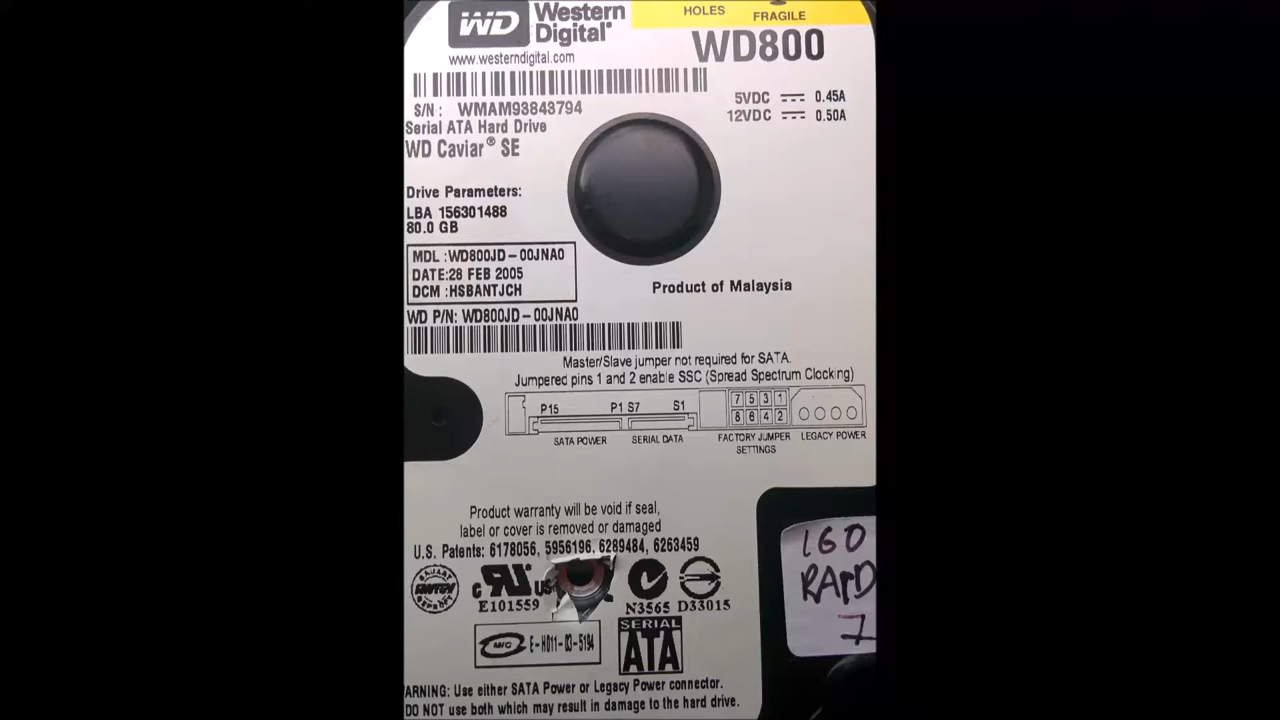 WD Western
Digital®
HOLES FRAGILE
WD800
www.westerndigital.com
S/N: WMAM93843794
5VDC 0.45A
12VDC 0.50A
Serial ATA Hard Drive
WD Caviar® SE
Drive Parameters:
LBA 156301488
80.0 GB
MDL :WD800JD-00JNA0
DATE:28 FEB 2005
DCM :HSBANTJCH
Product of Malaysia
WD P/N: WD800JD-00JNA0
Master/Slave jumper not required for SATA.
Jumpered pins 1 and 2 enable SSC (Spread Spectrum Clocking)
7 5 3 1
P15 P1 S7 S1
8 6 4 2
SATA POWER SERIAL DATA FACTORY JUMPER LEGACY POWER
SETTINGS
Product warranty will be void if seal,
label or cover is removed or damaged
U.S. Patents: 6178056, 5956196, 6289484, 6263459
c US
E101559 N3565 D33015
MIC E-H011-03-5194
SERIAL
ATA
160
RAID
7
ARNING: Use either SATA Power or Legacy Power connector.
DO NOT use both which may result in damage to the hard drive.